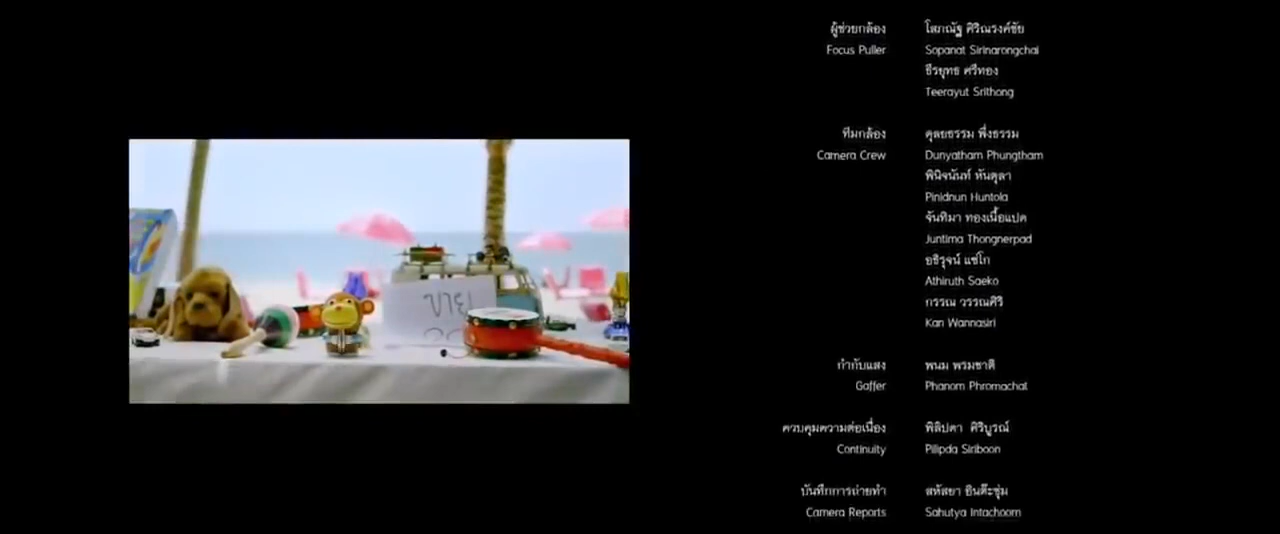 ขาย
ผู้ช่วยกล้อง
Focus Puller
โสภณัฐ ศิริณรงค์ชัย
Sopanat Sirinarongchai
ธีรยุทธ ศรีทอง
Teerayut Srithong
ทีมกล้อง
Camera Crew
ดุลยธรรม พึ่งธรรม
Dunyatham Phungtham
พินิจนันท์ หันตุลา
Pinidnun Huntola
จันทิมา ทองเนื้อแปด
Juntima Thongnerpad
อธิรุจน์ แซ่โก
Athiruth Saeko
กรรณ วรรณศิริ
Kan Wannasiri
กำกับแสง
Gaffer
พนม พรมชาติ
Phanom Phromachat
ควบคุมความต่อเนื่อง
Continuity
พิลิปดา ศิริบูรณ์
Pilipda Siriboon
บันทึกการถ่ายทำ
Camera Reports
สหัสยา อินต๊ะชุ่ม
Sahutya Intachoom